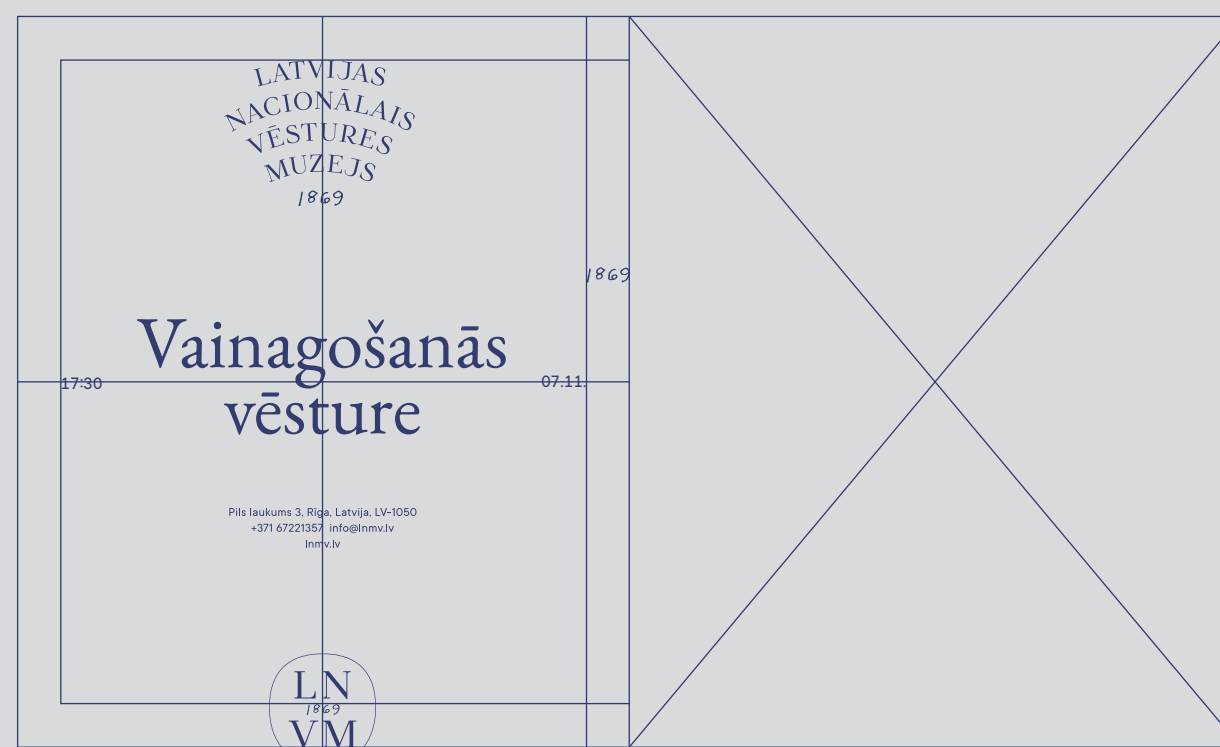 LATVIJAS
NACIONĀLAIS
VĒSTURES
MUZEJS
1869
1869
Vainagošanās
vēsture
17:30
07.11.
Pils laukums 3, Rīga, Latvija, LV-1050
+371 67221357 info@lnmv.lv
lnmv.lv
LN
1869
VM